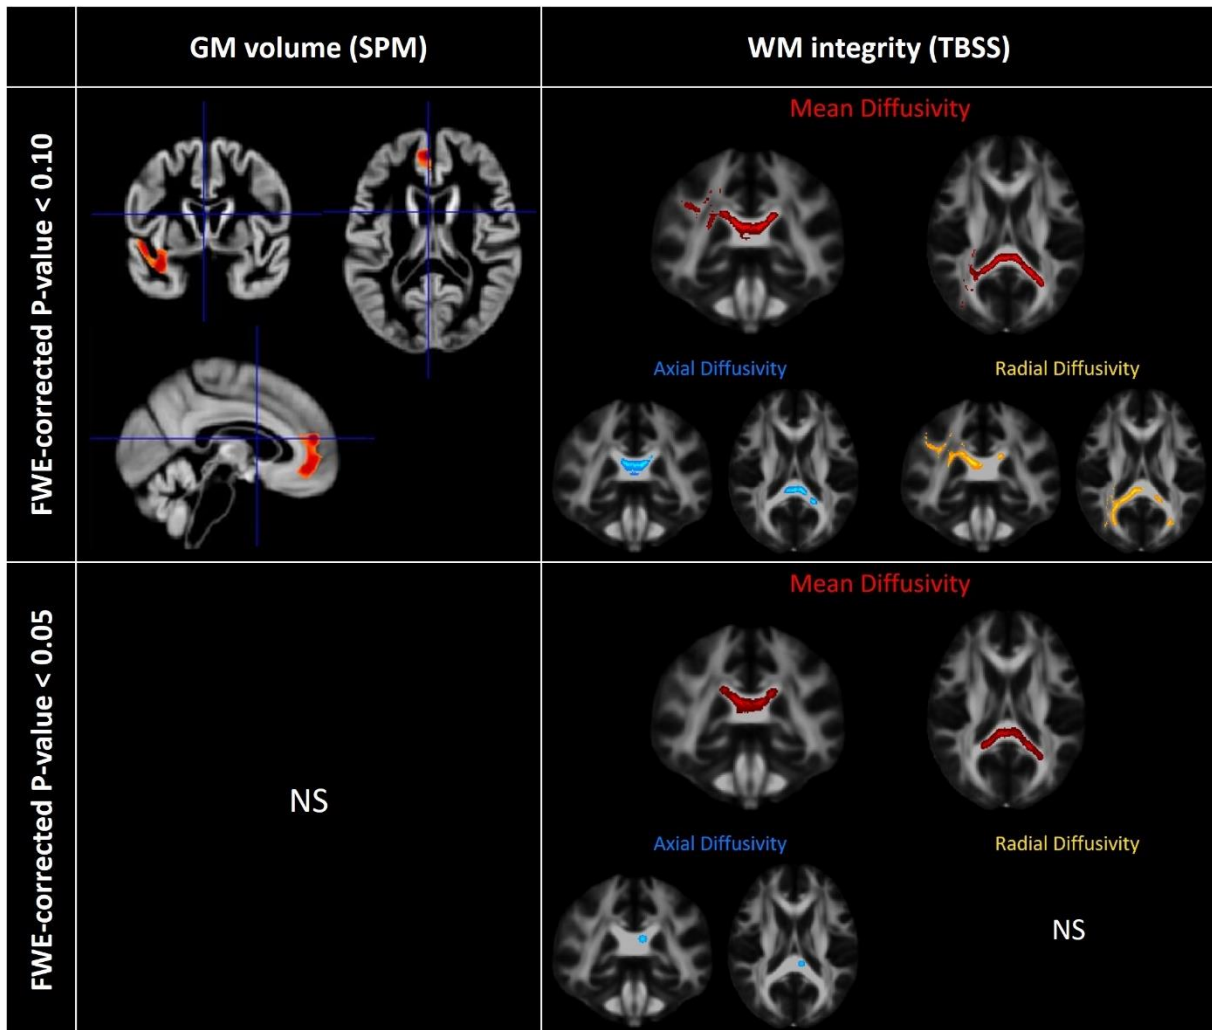 GM volume (SPM)
WM integrity (TBSS)
FWE-corrected P-value < 0.10
Mean Diffusivity
Axial Diffusivity
Radial Diffusivity
FWE-corrected P-value < 0.05
NS
Mean Diffusivity
Axial Diffusivity
Radial Diffusivity
NS